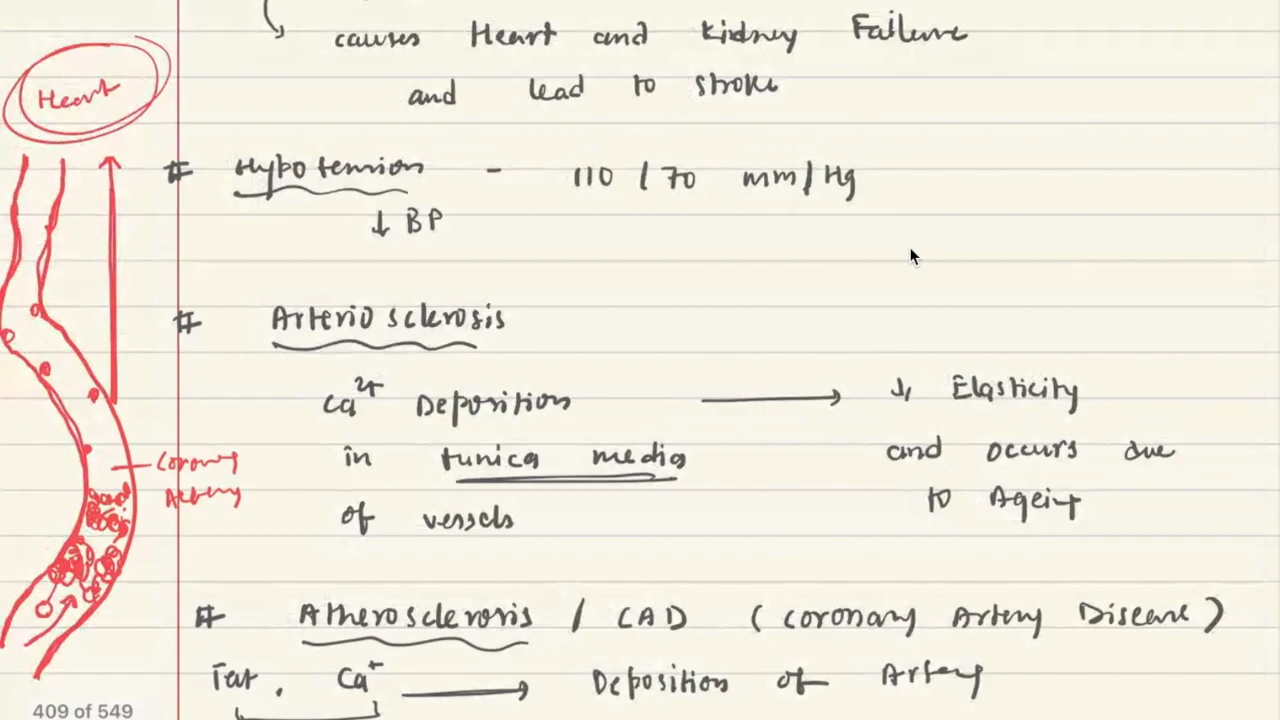 causes Heart and Kidney Failure
and lead to stroke
Heart
# Hypotension - 110 / 70 mm/Hg
↓ BP
# Arteriosclerosis
Ca²⁺ Deposition → ↓ Elasticity
in tunica media and occurs due
of vessels to Ageing
Coronary
Artery
# Atherosclerosis / CAD (Coronary Artery Disease)
Fat, Ca⁺ → Deposition of Artery
409 of 549